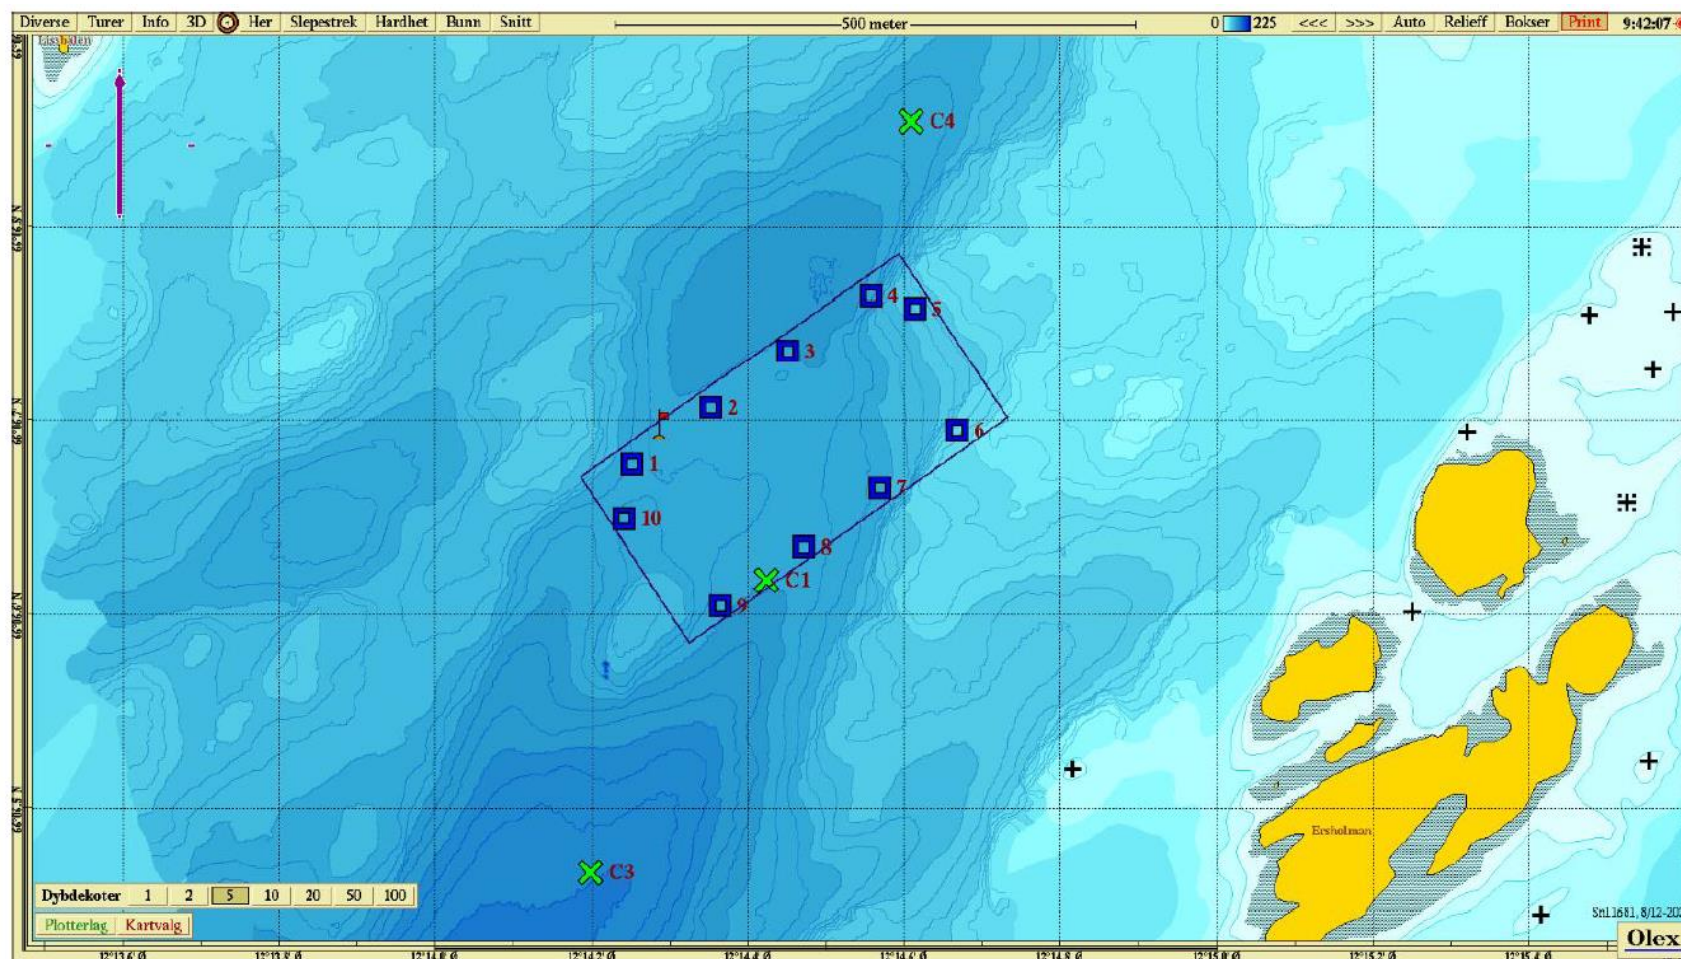 Diverse Turer Info 3D Her Slepestrek Hardhet Bunn Snitt 500 meter 0 225 <<< >>> Auto Relieff Bokser Print 9:42:07
C4
4
5
3
2
6
1
7
10
8
C1
9
Ersholman
C3
Dybdekoter 1 2 5 10 20 50 100
Plotterlag Kartvalg
Olex